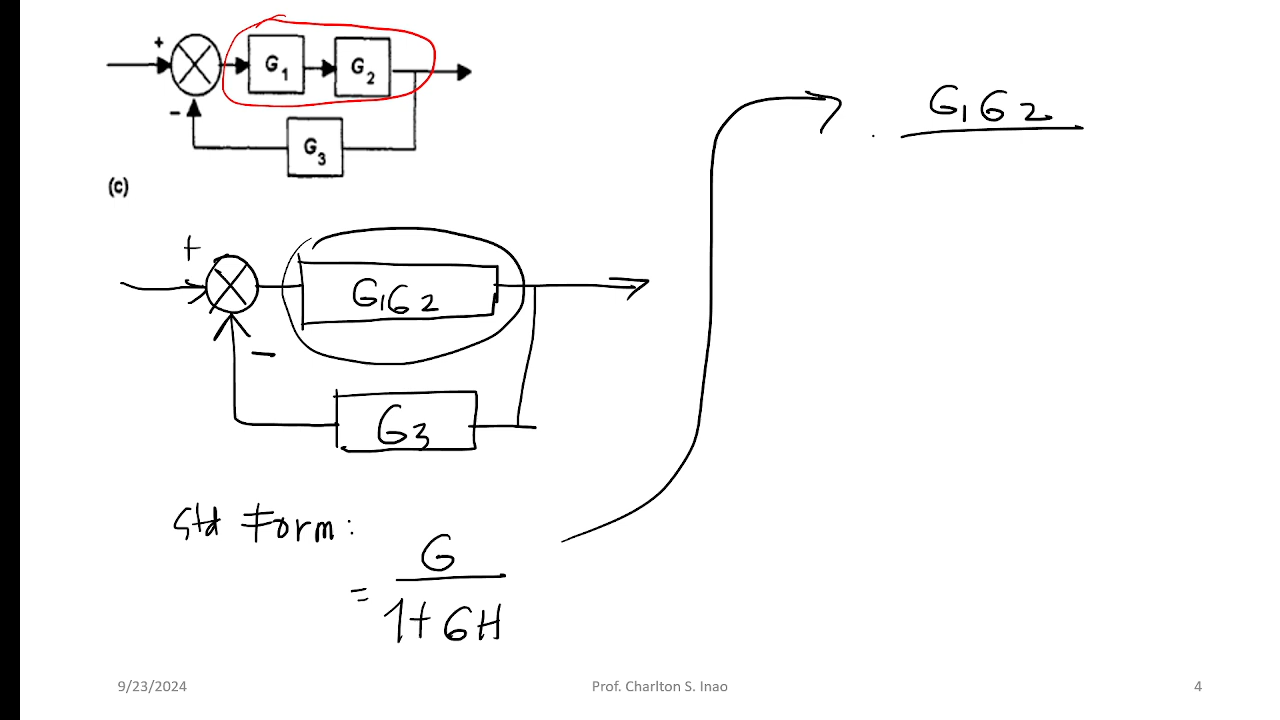 +
G1
G2
-
G3
(c)
G1G2
+
G1G2
-
G3
Std Form:
= G
1+GH
9/23/2024
Prof. Charlton S. Inao
4